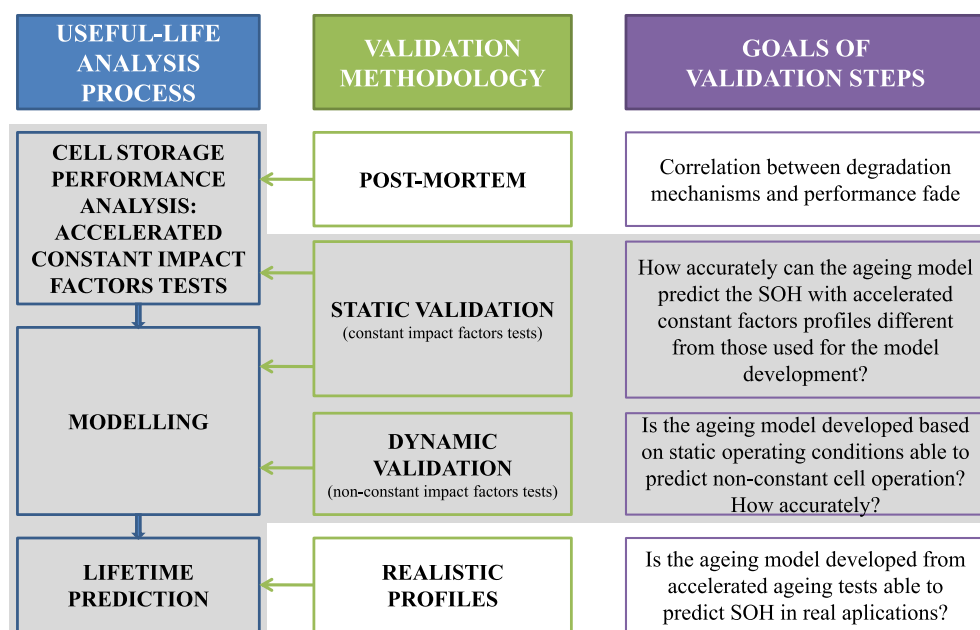 USEFUL-LIFE
ANALYSIS
PROCESS
VALIDATION
METHODOLOGY
GOALS OF
VALIDATION STEPS
CELL STORAGE
PERFORMANCE
ANALYSIS:
ACCELERATED
CONSTANT IMPACT
FACTORS TESTS
POST-MORTEM
Correlation between degradation
mechanisms and performance fade
STATIC VALIDATION
(constant impact factors tests)
How accurately can the ageing model
predict the SOH with accelerated
constant factors profiles different
from those used for the model
development?
MODELLING
DYNAMIC
VALIDATION
(non-constant impact factors tests)
Is the ageing model developed based
on static operating conditions able to
predict non-constant cell operation?
How accurately?
LIFETIME
PREDICTION
REALISTIC
PROFILES
Is the ageing model developed from
accelerated ageing tests able to
predict SOH in real aplications?